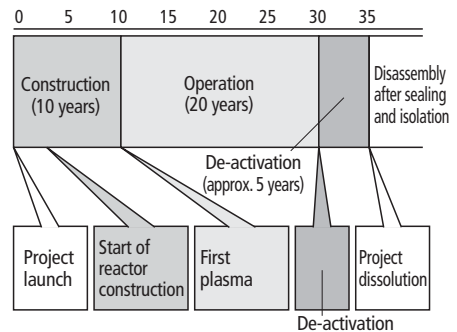 0 5 10 15 20 25 30 35
Construction
(10 years)
Operation
(20 years)
Disassembly
after sealing
and isolation
De-activation
(approx. 5 years)
Project
launch
Start of
reactor
construction
First
plasma
Project
dissolution
De-activation